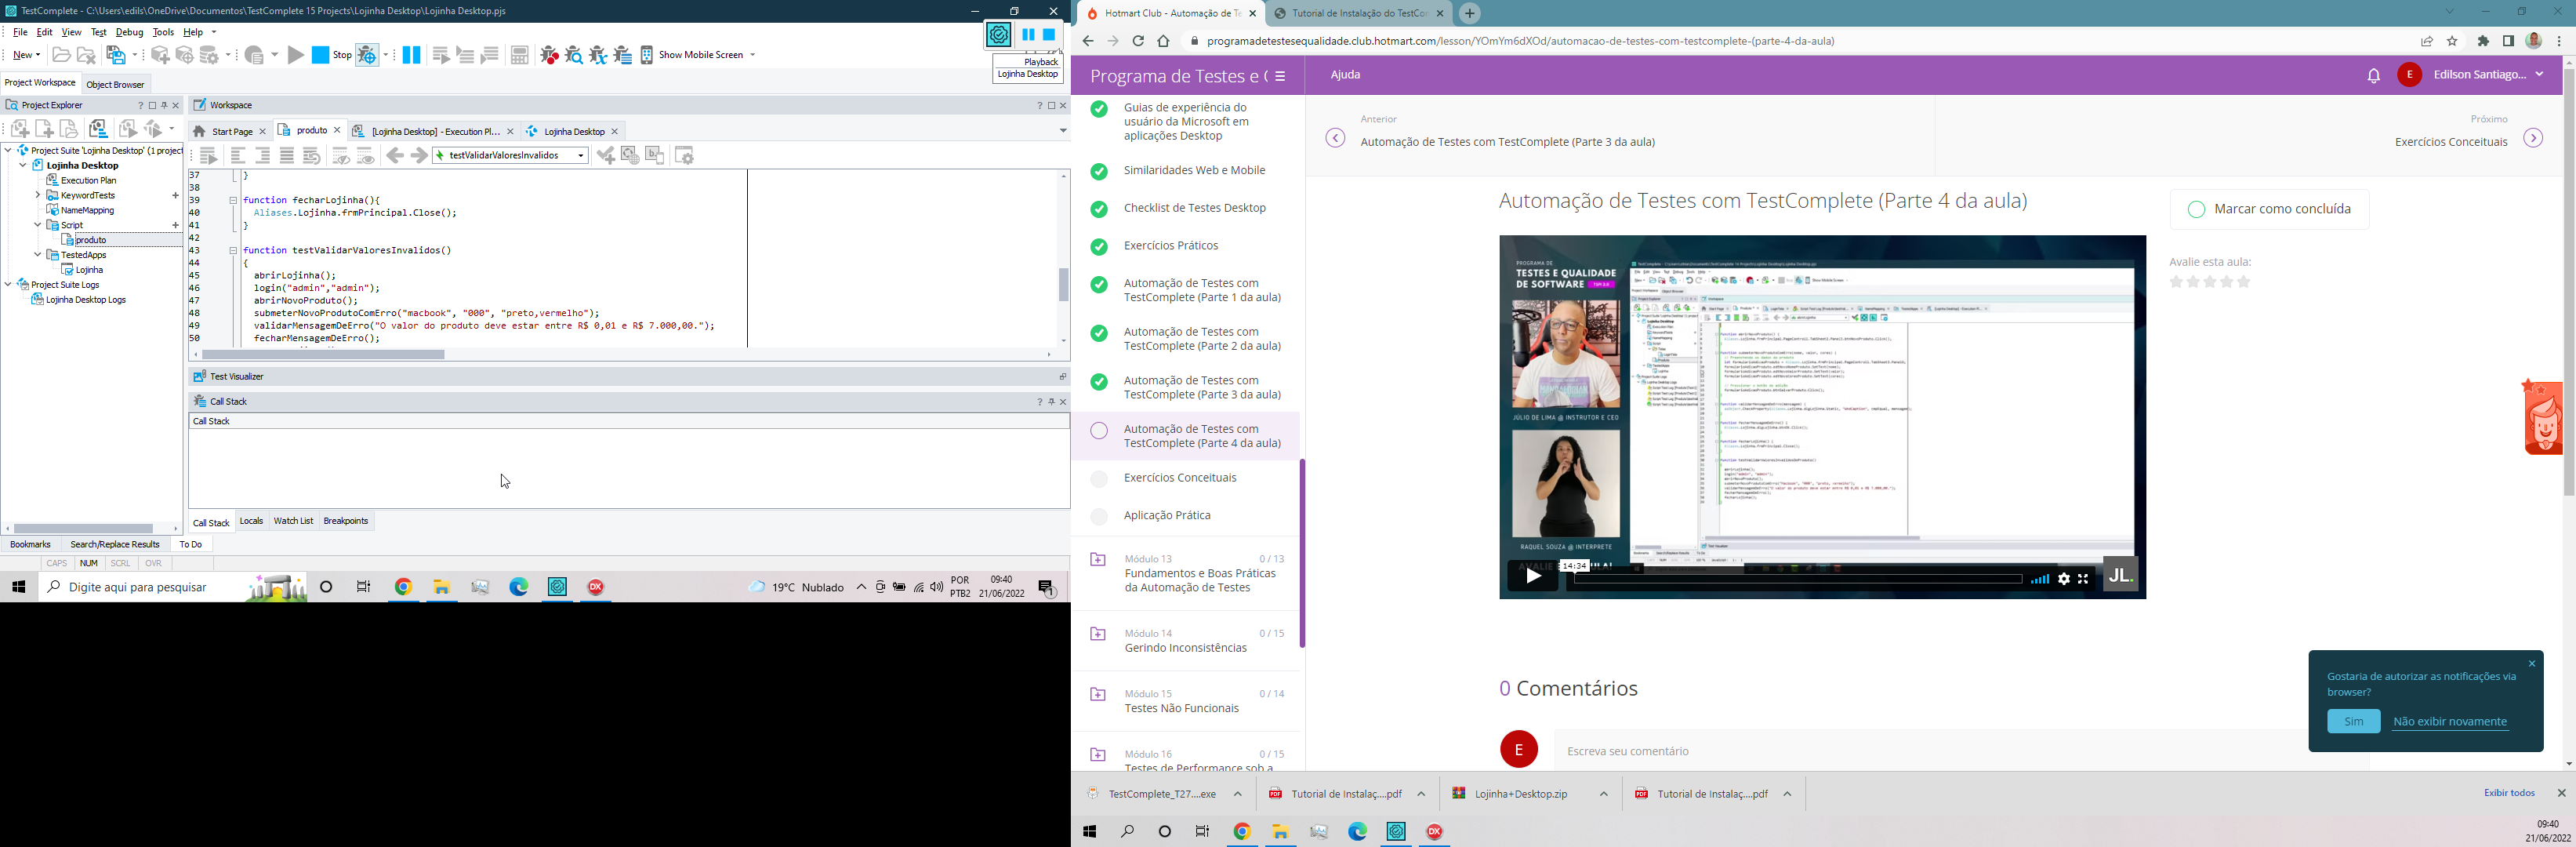 TestComplete - C:\Users\edils\OneDrive\Documentos\TestComplete 15 Projects\Lojinha Desktop\Lojinha Desktop.pjs
File Edit View Test Debug Tools Help
New Stop Show Mobile Screen
Playback
Lojinha Desktop
Project Workspace Object Browser
Project Explorer
Workspace
Start Page produto [Lojinha Desktop] - Execution Pl... Lojinha Desktop
testValidarValoresInvalidos
Project Suite 'Lojinha Desktop' (1 project
Lojinha Desktop
Execution Plan
KeywordTests
NameMapping
Script
produto
TestedApps
Lojinha
Project Suite Logs
Lojinha Desktop Logs
37 }
38
39 function fecharLojinha(){
40 Aliases.Lojinha.frmPrincipal.Close();
41 }
42
43 function testValidarValoresInvalidos()
44 {
45 abrirLojinha();
46 login("admin","admin");
47 abrirNovoProduto();
48 submeterNovoProdutoComErro("macbook", "000", "preto,vermelho");
49 validarMensagemDeErro("O valor do produto deve estar entre R$ 0,01 e R$ 7.000,00.");
50 fecharMensagemDeErro();
Test Visualizer
Call Stack
Call Stack
Call Stack Locals Watch List Breakpoints
Bookmarks Search/Replace Results To Do
CAPS NUM SCRL OVR
Digite aqui para pesquisar
DX
19°C Nublado
POR
PTB2
09:40
21/06/2022
1
Hotmart Club - Automação de Te
Tutorial de Instalação do TestCo
programadetestesequalidade.club.hotmart.com/lesson/YOmYm6dXOd/automacao-de-testes-com-testcomplete-(parte-4-da-aula)
Programa de Testes e (
Ajuda
E
Edilson Santiago...
Guias de experiência do
usuário da Microsoft em
aplicações Desktop
Similaridades Web e Mobile
Checklist de Testes Desktop
Exercícios Práticos
Automação de Testes com
TestComplete (Parte 1 da aula)
Automação de Testes com
TestComplete (Parte 2 da aula)
Automação de Testes com
TestComplete (Parte 3 da aula)
Automação de Testes com
TestComplete (Parte 4 da aula)
Exercícios Conceituais
Aplicação Prática
Módulo 13 0 / 13
Fundamentos e Boas Práticas
da Automação de Testes
Módulo 14 0 / 15
Gerindo Inconsistências
Módulo 15 0 / 14
Testes Não Funcionais
Módulo 16 0 / 15
Testes de Performance sob a
Anterior
Automação de Testes com TestComplete (Parte 3 da aula)
Próximo
Exercícios Conceituais
Automação de Testes com TestComplete (Parte 4 da aula)
Marcar como concluída
Avalie esta aula:
PROGRAMA DE
TESTES E QUALIDADE
DE SOFTWARE
JÚLIO DE LIMA @ INSTRUTOR E CEO
RAQUEL SOUZA @ INTERPRETE
14:34
JL.
0 Comentários
E
Escreva seu comentário
Gostaria de autorizar as notificações via
browser?
Sim Não exibir novamente
TestComplete_T27....exe
Tutorial de Instalaç....pdf
Lojinha+Desktop.zip
Tutorial de Instalaç....pdf
Exibir todos
DX
09:40
21/06/2022